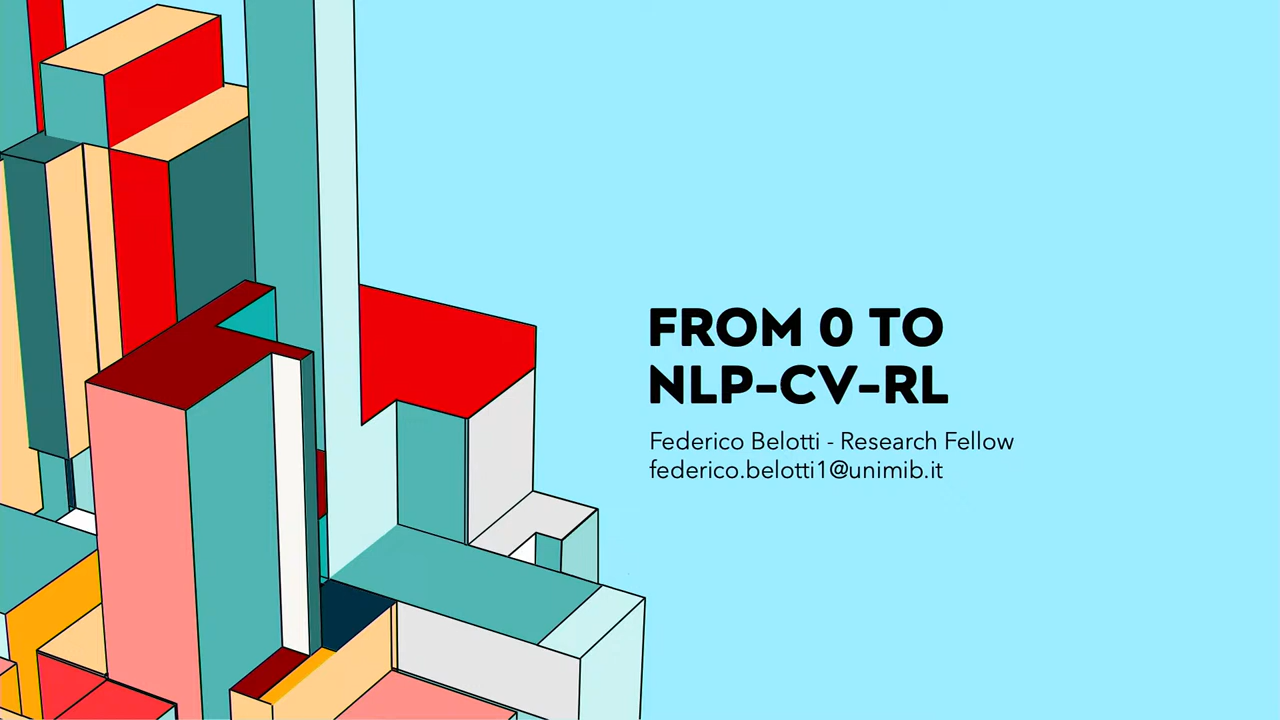 FROM 0 TO
NLP-CV-RL
Federico Belotti - Research Fellow
federico.belotti1@unimib.it